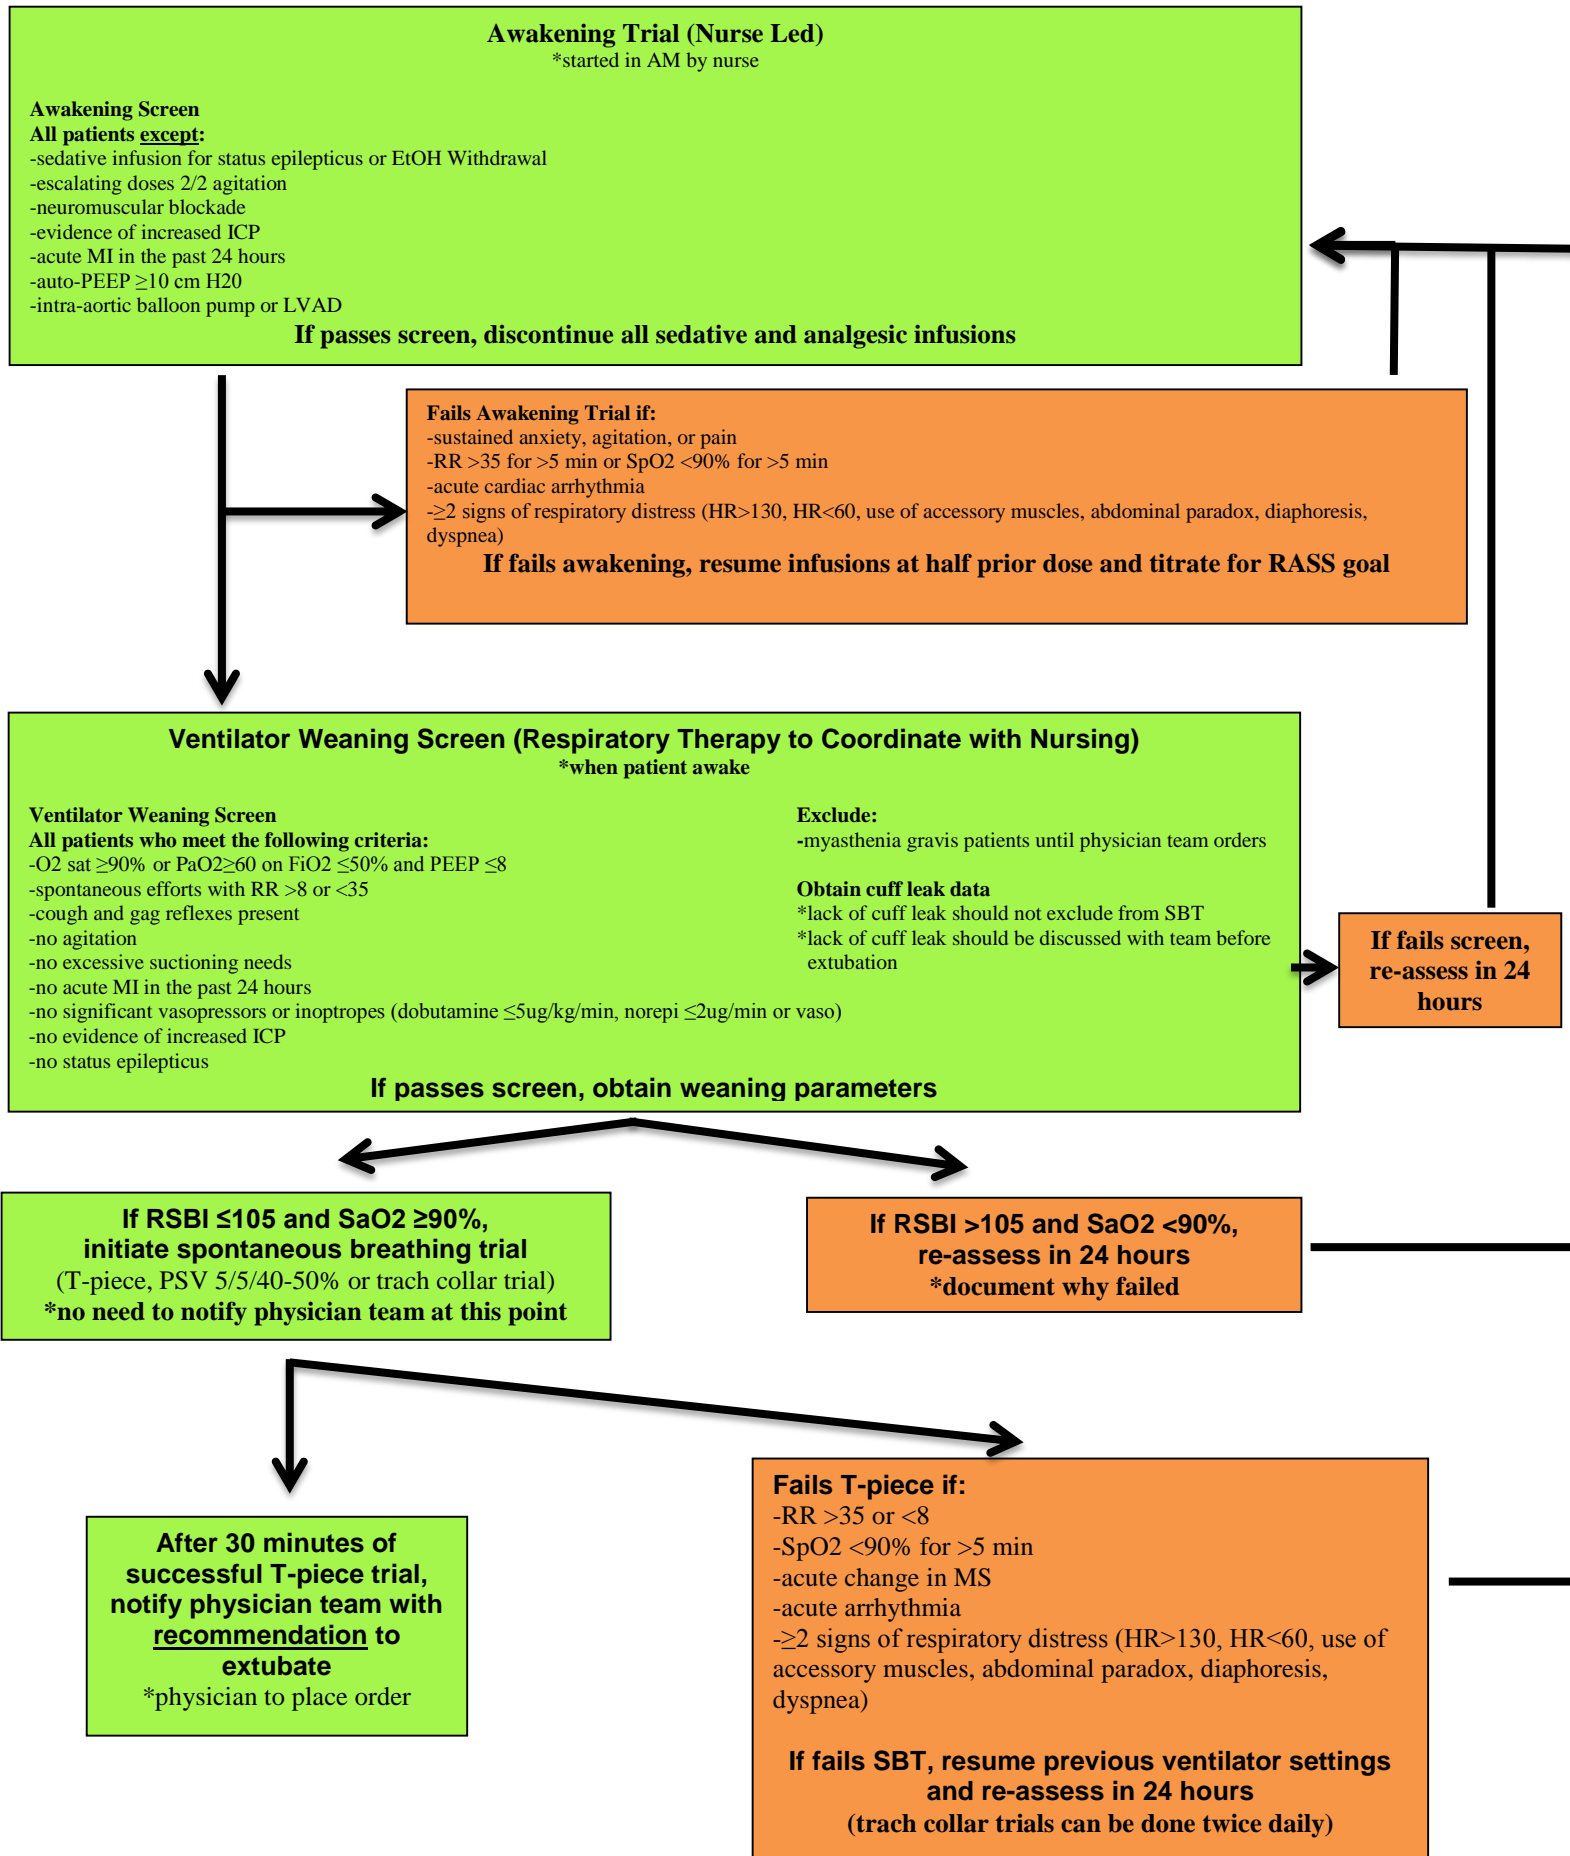 Awakening Trial (Nurse Led)
*started in AM by nurse
Awakening Screen
All patients except:
-sedative infusion for status epilepticus or EtOH Withdrawal
-escalating doses 2/2 agitation
-neuromuscular blockade
-evidence of increased ICP
-acute MI in the past 24 hours
-auto-PEEP ≥10 cm H20
-intra-aortic balloon pump or LVAD
If passes screen, discontinue all sedative and analgesic infusions
Fails Awakening Trial if:
-sustained anxiety, agitation, or pain
-RR >35 for >5 min or SpO2 <90% for >5 min
-acute cardiac arrhythmia
-≥2 signs of respiratory distress (HR>130, HR<60, use of accessory muscles, abdominal paradox, diaphoresis,
dyspnea)
If fails awakening, resume infusions at half prior dose and titrate for RASS goal
Ventilator Weaning Screen (Respiratory Therapy to Coordinate with Nursing)
*when patient awake
Ventilator Weaning Screen
All patients who meet the following criteria:
-O2 sat ≥90% or PaO2≥60 on FiO2 ≤50% and PEEP ≤8
-spontaneous efforts with RR >8 or <35
-cough and gag reflexes present
-no agitation
-no excessive suctioning needs
-no acute MI in the past 24 hours
-no significant vasopressors or inoptropes (dobutamine ≤5ug/kg/min, norepi ≤2ug/min or vaso)
-no evidence of increased ICP
-no status epilepticus
Exclude:
-myasthenia gravis patients until physician team orders
Obtain cuff leak data
*lack of cuff leak should not exclude from SBT
*lack of cuff leak should be discussed with team before
extubation
If passes screen, obtain weaning parameters
If fails screen,
re-assess in 24
hours
If RSBI ≤105 and SaO2 ≥90%,
initiate spontaneous breathing trial
(T-piece, PSV 5/5/40-50% or trach collar trial)
*no need to notify physician team at this point
If RSBI >105 and SaO2 <90%,
re-assess in 24 hours
*document why failed
After 30 minutes of
successful T-piece trial,
notify physician team with
recommendation to
extubate
*physician to place order
Fails T-piece if:
-RR >35 or <8
-SpO2 <90% for >5 min
-acute change in MS
-acute arrhythmia
-≥2 signs of respiratory distress (HR>130, HR<60, use of
accessory muscles, abdominal paradox, diaphoresis,
dyspnea)
If fails SBT, resume previous ventilator settings
and re-assess in 24 hours
(trach collar trials can be done twice daily)